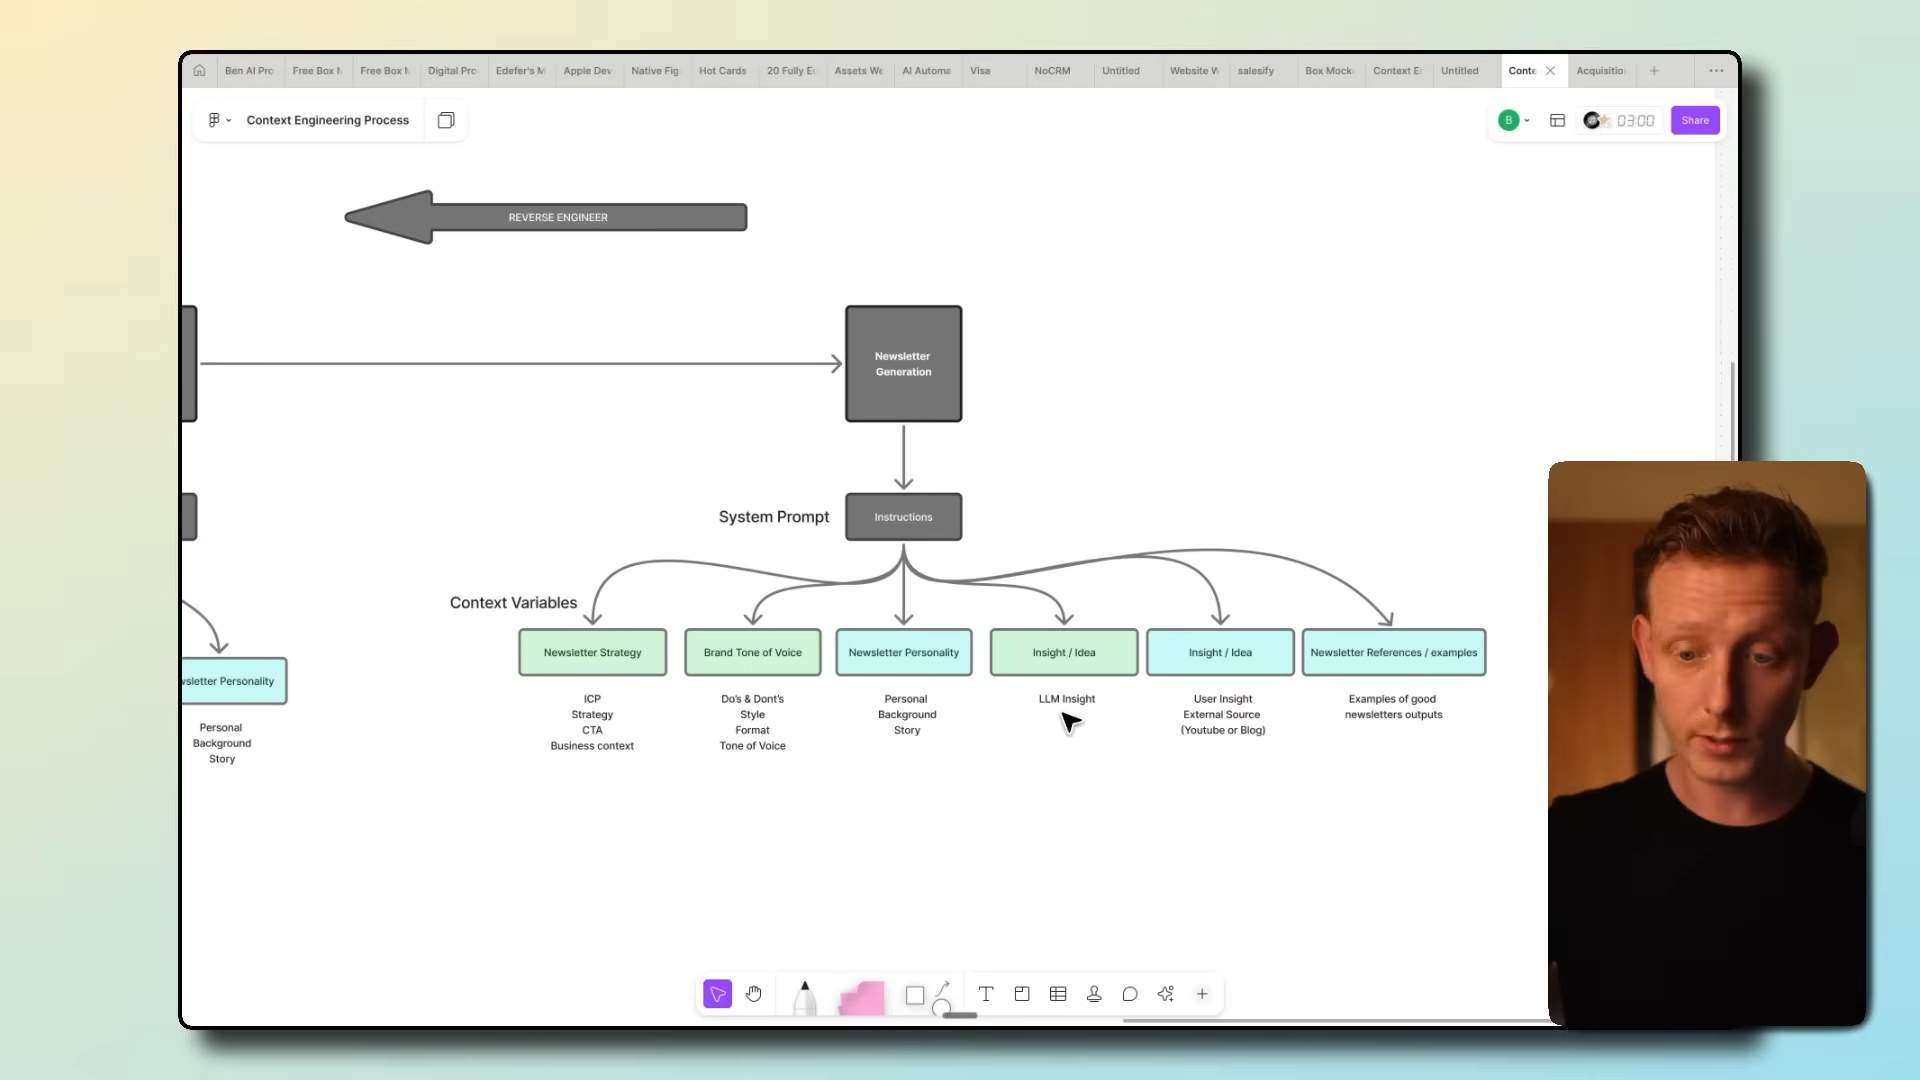 Ben AI Pro
Free Box
Free Box
Digital Pro
Edefer's M
Apple Dev
Native Fig
Hot Cards
20 Fully E
Assets We
AI Automa
Visa
NoCRM
Untitled
Website
salesify
Box Mock
Context E
Untitled
Conte
Acquisitio
Context Engineering Process
B
03:00
Share
REVERSE ENGINEER
Newsletter
Generation
System Prompt
Instructions
Context Variables
Newsletter Strategy
Brand Tone of Voice
Newsletter Personality
Insight / Idea
Insight / Idea
Newsletter References / examples
ICP
Strategy
CTA
Business context
Do's & Dont's
Style
Format
Tone of Voice
Personal
Background
Story
LLM Insight
User Insight
External Source
(Youtube or Blog)
Examples of good
newsletters outputs
wsletter Personality
Personal
Background
Story